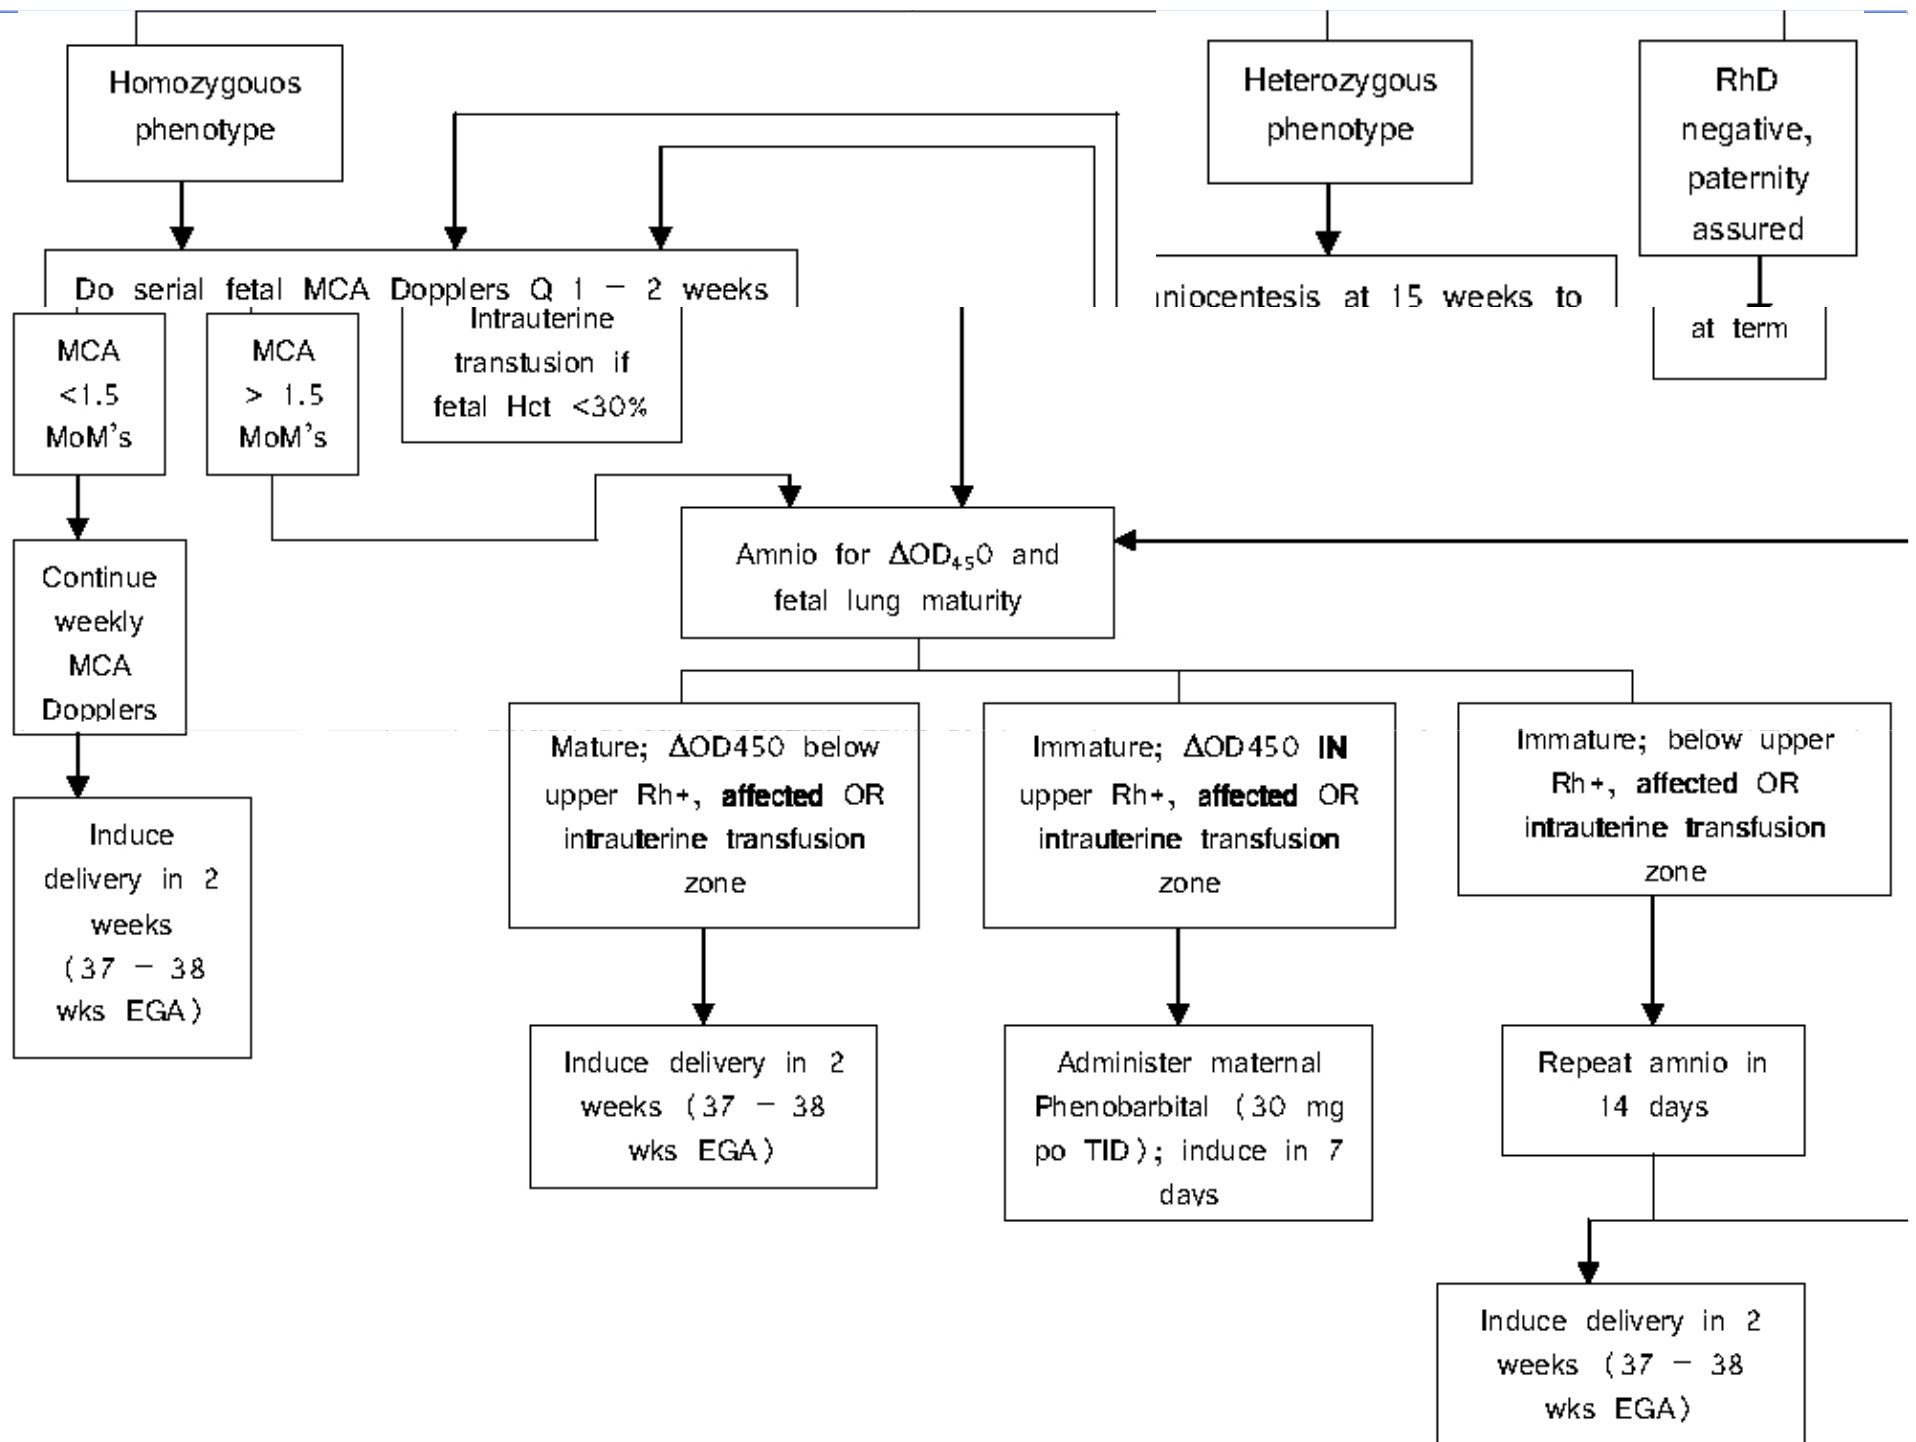 Homozygouos
phenotype
Heterozygous
phenotype
RhD
negative,
paternity
assured
Do serial fetal MCA Dopplers Q 1 – 2 weeks
at 15 weeks to
at term
MCA
<1.5
MoM's
MCA
> 1.5
MoM's
Intrauterine
transtusion if
fetal Hct <30%
Amnio for ΔOD₄₅0 and
fetal lung maturity
Continue
weekly
MCA
Dopplers
Induce
delivery in 2
weeks
(37 – 38
wks EGA)
Mature; ΔOD450 below
upper Rh+, affected OR
intrauterine transfusion
zone
Immature; ΔOD450 IN
upper Rh+, affected OR
intrauterine transfusion
zone
Immature; below upper
Rh+, affected OR
intrauterine transfusion
zone
Induce delivery in 2
weeks (37 – 38
wks EGA)
Administer maternal
Phenobarbital (30 mg
po TID); induce in 7
days
Repeat amnio in
14 days
Induce delivery in 2
weeks (37 – 38
wks EGA)